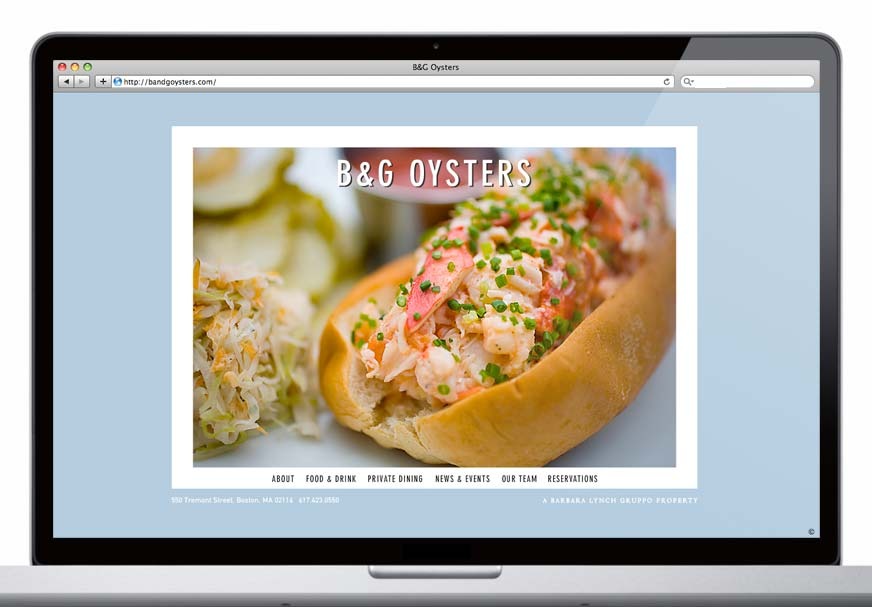 B&G Oysters
http://bandgoysters.com/
B&G OYSTERS
ABOUT FOOD & DRINK PRIVATE DINING NEWS & EVENTS OUR TEAM RESERVATIONS
550 Tremont Street, Boston, MA 02116 617.423.0550
A BARBARA LYNCH GRUPPO PROPERTY
©